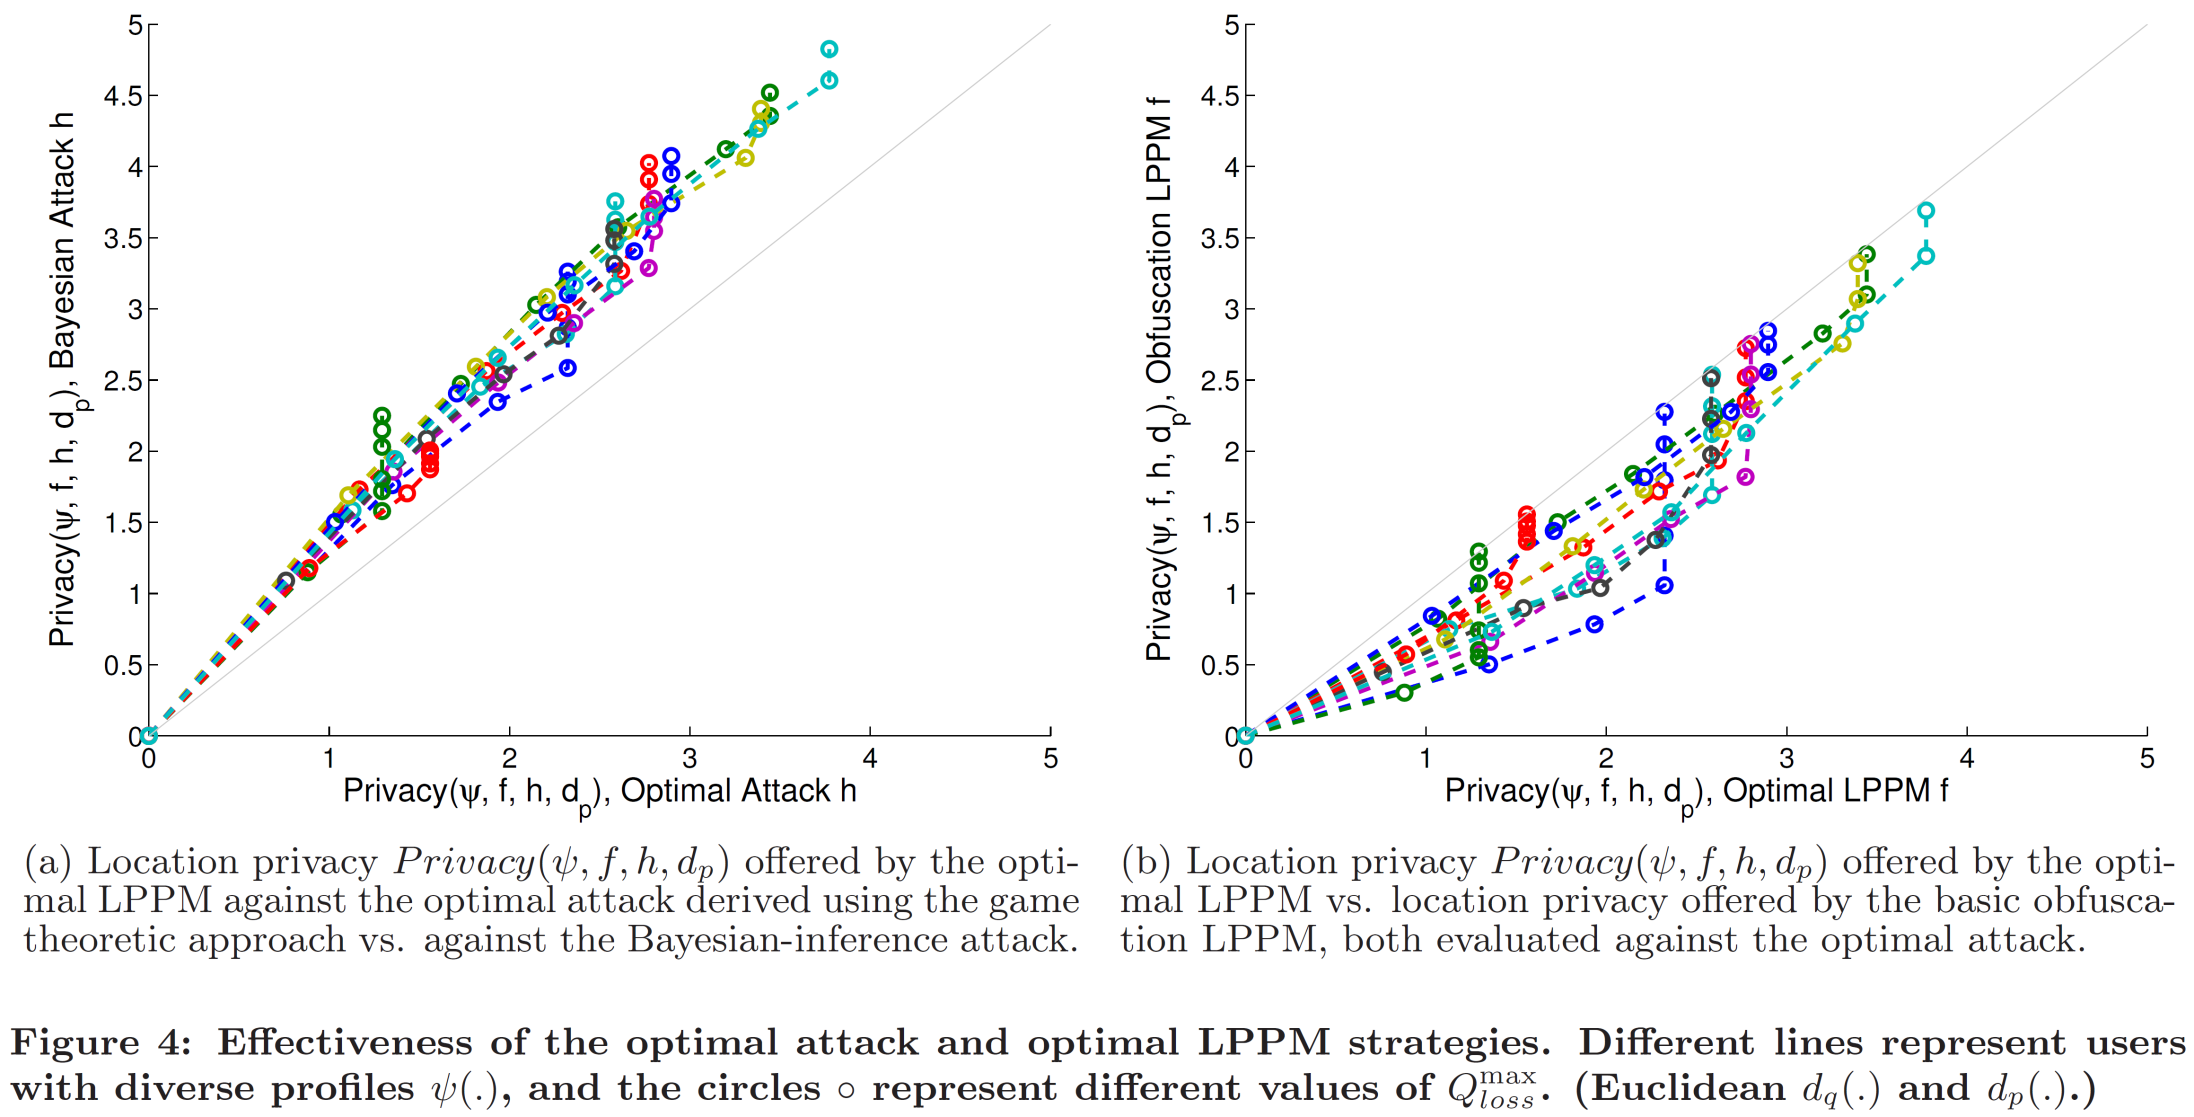 5
4.5
4
3.5
3
2.5
2
1.5
1
0.5
0
0 1 2 3 4 5
Privacy(ψ, f, h, d_p), Bayesian Attack h
Privacy(ψ, f, h, d_p), Optimal Attack h
5
4.5
4
3.5
3
2.5
2
1.5
1
0.5
0
0 1 2 3 4 5
Privacy(ψ, f, h, d_p), Obfuscation LPPM f
Privacy(ψ, f, h, d_p), Optimal LPPM f
(a) Location privacy Privacy(ψ, f, h, d_p) offered by the opti-
mal LPPM against the optimal attack derived using the game
theoretic approach vs. against the Bayesian-inference attack.
(b) Location privacy Privacy(ψ, f, h, d_p) offered by the opti-
mal LPPM vs. location privacy offered by the basic obfusca-
tion LPPM, both evaluated against the optimal attack.
Figure 4: Effectiveness of the optimal attack and optimal LPPM strategies. Different lines represent users
with diverse profiles ψ(.), and the circles ∘ represent different values of Q_loss^max. (Euclidean d_q(.) and d_p(.).)